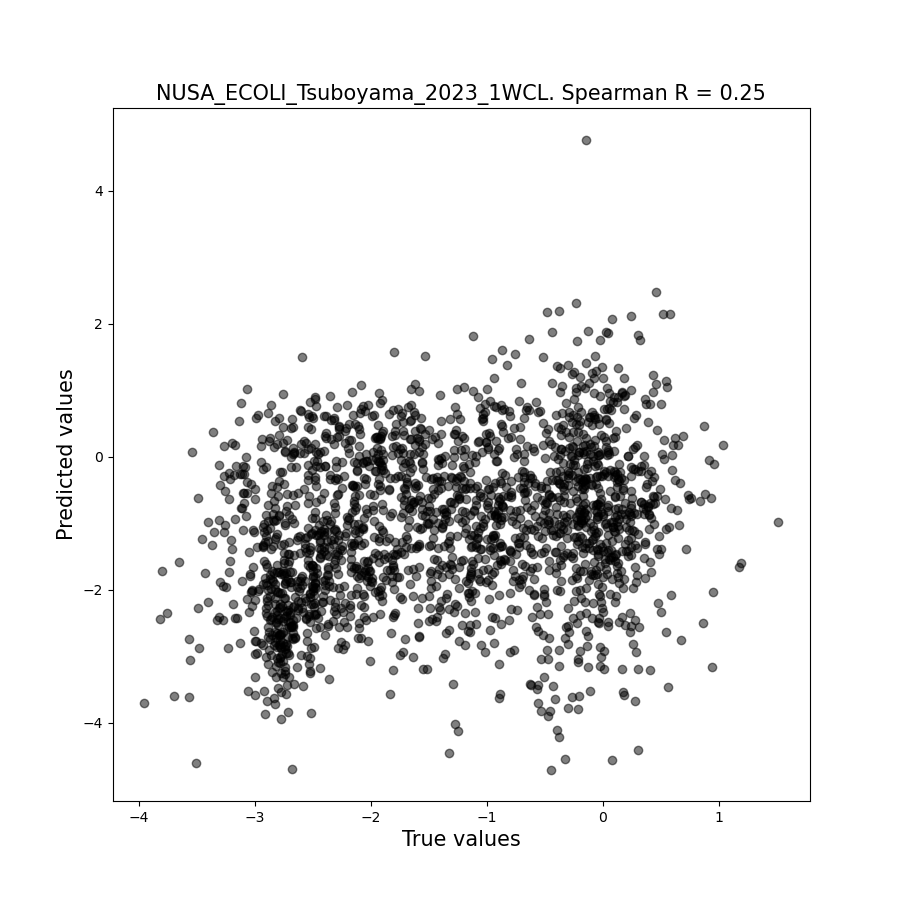 NUSA_ECOLI_Tsuboyama_2023_1WCL. Spearman R = 0.25
Predicted values
4
2
0
−2
−4
−4 −3 −2 −1 0 1
True values